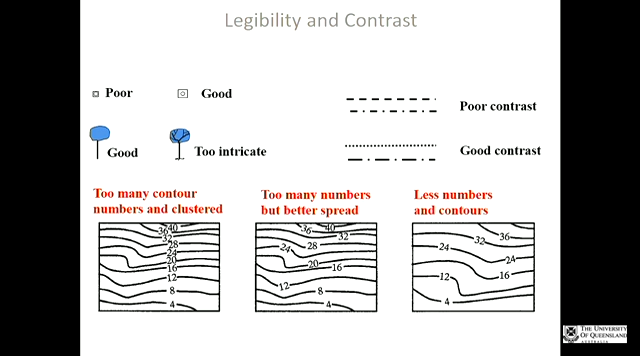 Legibility and Contrast
Poor
Good
Poor contrast
Good
Too intricate
Good contrast
Too many contour
numbers and clustered
Too many numbers
but better spread
Less numbers
and contours
36 40
32
28
24
20
16
12
8
4
36 40
32
24 28
20 16
12
8
4
36
32
24
24
16
12
4
THE UNIVERSITY
OF QUEENSLAND
AUSTRALIA